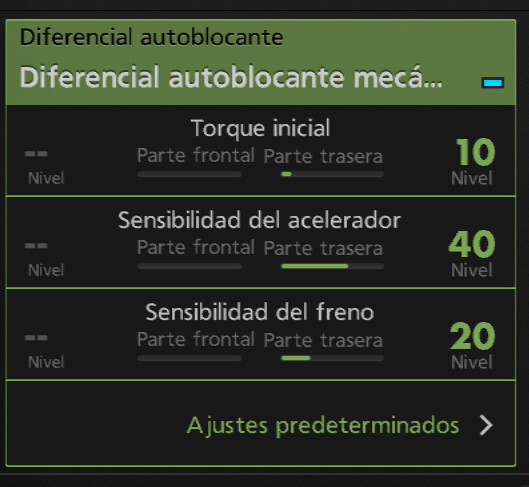 Diferencial autoblocante
Diferencial autoblocante mecá...
Torque inicial
-- Parte frontal Parte trasera 10
Nivel Nivel
Sensibilidad del acelerador
-- Parte frontal Parte trasera 40
Nivel Nivel
Sensibilidad del freno
-- Parte frontal Parte trasera 20
Nivel Nivel
Ajustes predeterminados